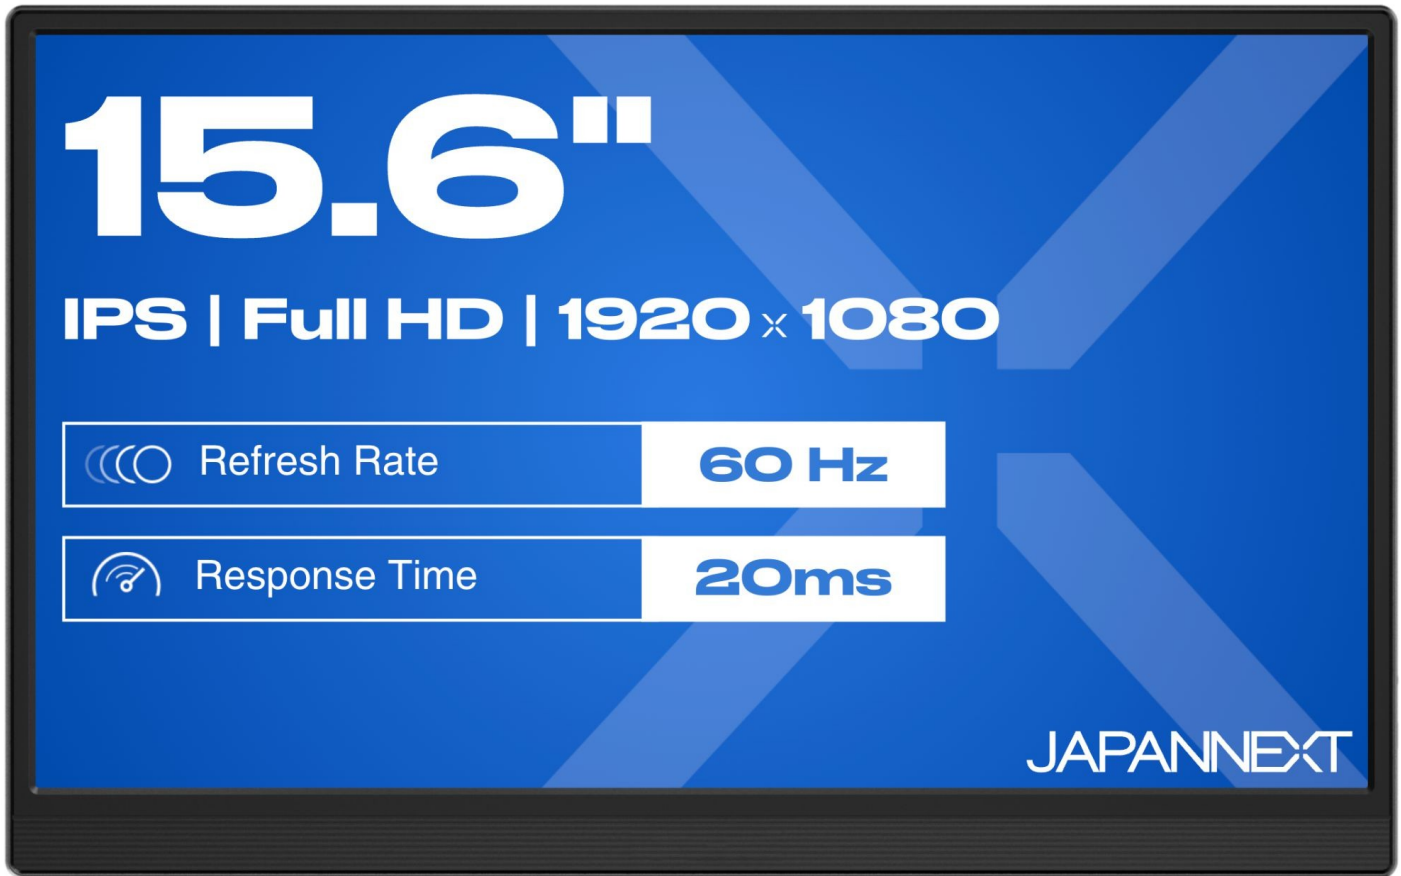 15.6"
IPS | Full HD | 1920 x 1080
Refresh Rate 60 Hz
Response Time 20ms
JAPANNEXT